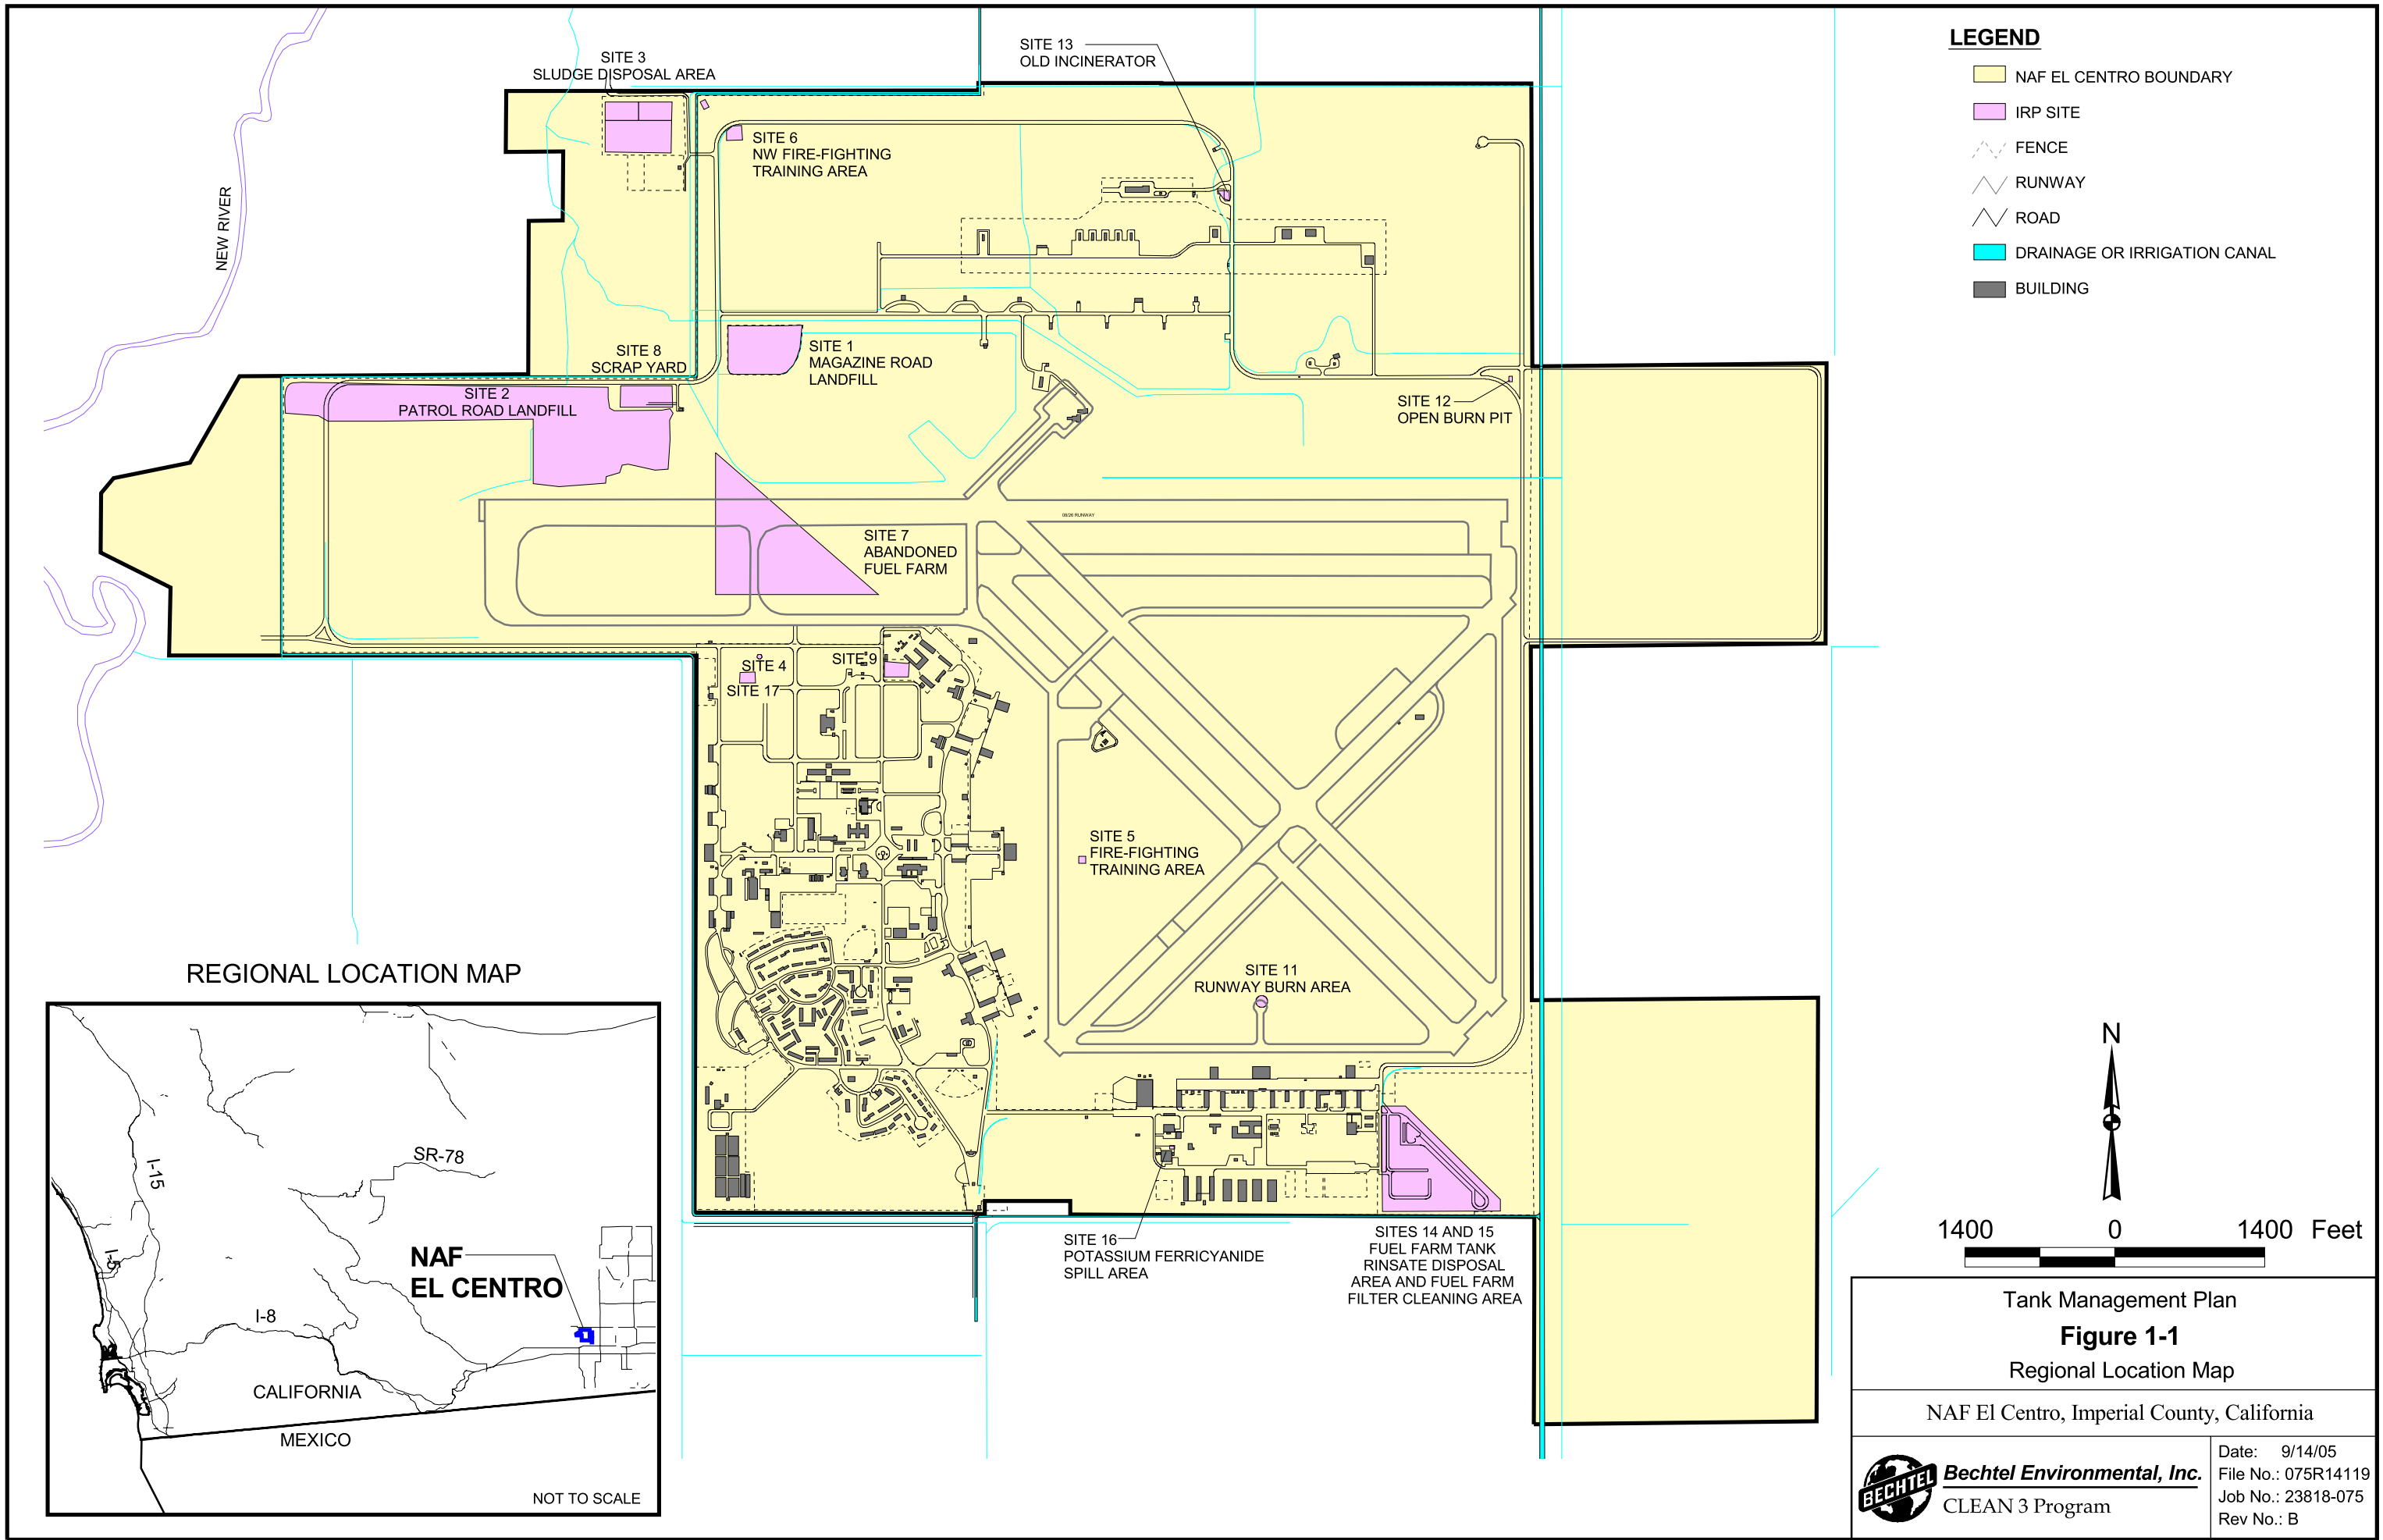 SITE 3
SLUDGE DISPOSAL AREA
SITE 13
OLD INCINERATOR
SITE 6
NW FIRE-FIGHTING
TRAINING AREA
NEW RIVER
SITE 8
SCRAP YARD
SITE 1
MAGAZINE ROAD
LANDFILL
SITE 2
PATROL ROAD LANDFILL
SITE 12
OPEN BURN PIT
08/26 RUNWAY
SITE 7
ABANDONED
FUEL FARM
SITE 4
SITE 9
SITE 17
SITE 5
FIRE-FIGHTING
TRAINING AREA
SITE 11
RUNWAY BURN AREA
SITE 16
POTASSIUM FERRICYANIDE
SPILL AREA
SITES 14 AND 15
FUEL FARM TANK
RINSATE DISPOSAL
AREA AND FUEL FARM
FILTER CLEANING AREA
LEGEND
NAF EL CENTRO BOUNDARY
IRP SITE
FENCE
RUNWAY
ROAD
DRAINAGE OR IRRIGATION CANAL
BUILDING
REGIONAL LOCATION MAP
I-15
SR-78
I-5
NAF
EL CENTRO
I-8
CALIFORNIA
MEXICO
NOT TO SCALE
N
1400 0 1400 Feet
Tank Management Plan
Figure 1-1
Regional Location Map
NAF El Centro, Imperial County, California
BECHTEL
Bechtel Environmental, Inc.
CLEAN 3 Program
Date: 9/14/05
File No.: 075R14119
Job No.: 23818-075
Rev No.: B